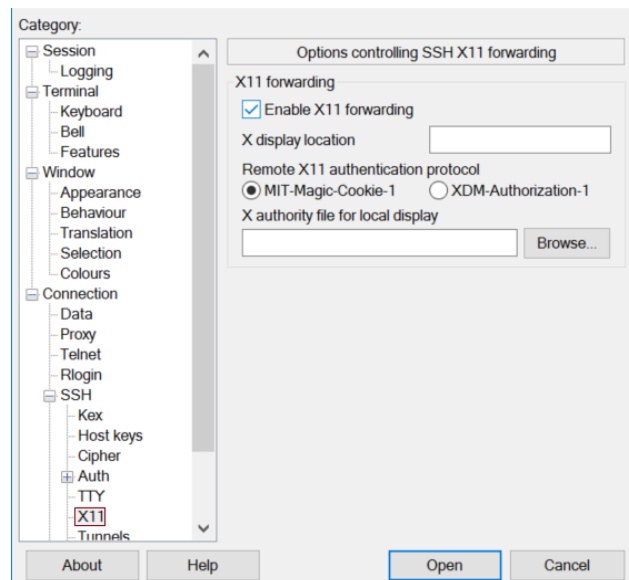 Category:
Session
Logging
Terminal
Keyboard
Bell
Features
Window
Appearance
Behaviour
Translation
Selection
Colours
Connection
Data
Proxy
Telnet
Rlogin
SSH
Kex
Host keys
Cipher
Auth
TTY
X11
Tunnels
Options controlling SSH X11 forwarding
X11 forwarding
Enable X11 forwarding
X display location
Remote X11 authentication protocol
MIT-Magic-Cookie-1 XDM-Authorization-1
X authority file for local display
Browse...
About Help Open Cancel